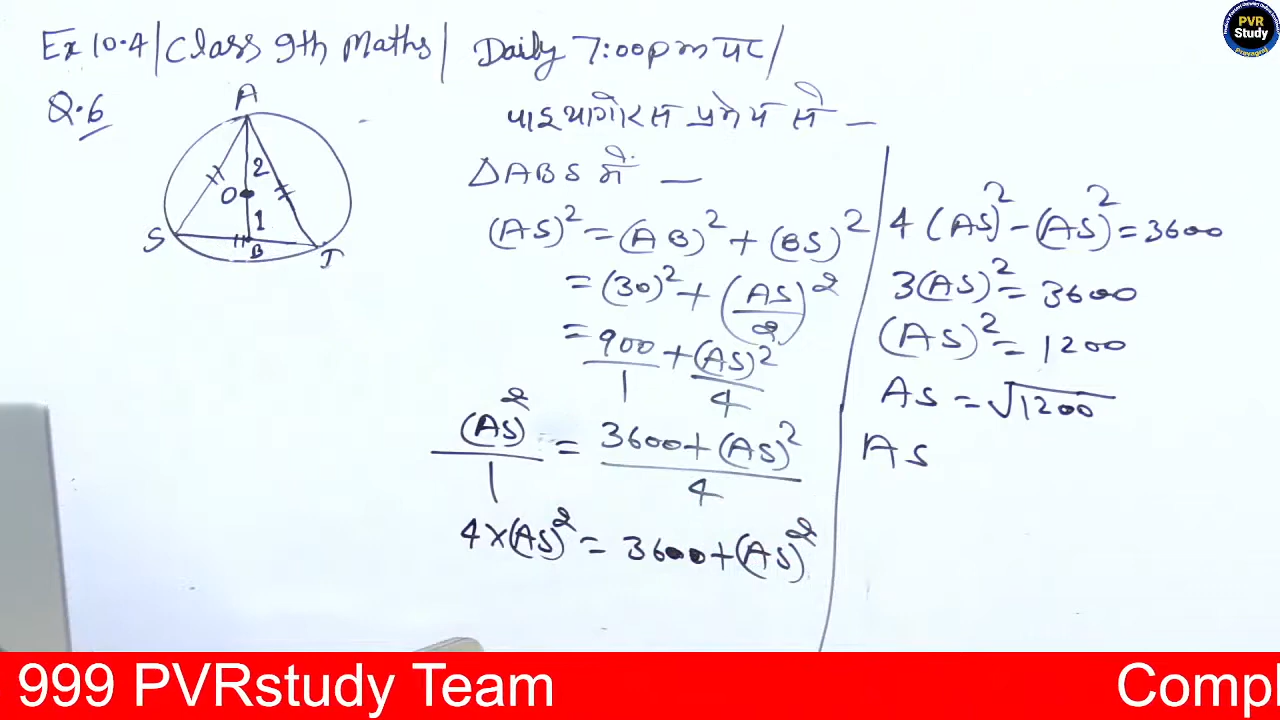 Ex 10.4 | Class 9th Maths | Daily 7:00pm पर /
PVR
Study
Prayagraj
Q.6
A
2
O
1
S
B
J
पाइथागोरस प्रमेय से —
△ABS में —
(AS)² = (AB)² + (BS)²
= (30)² + (AS/2)²
= 900/1 + (AS)²/4
(AS)²/1 = 3600+(AS)²/4
4×(AS)² = 3600+(AS)²
4(AS)² − (AS)² = 3600
3(AS)² = 3600
(AS)² = 1200
AS = √1200
AS
999 PVRstudy Team
Compl